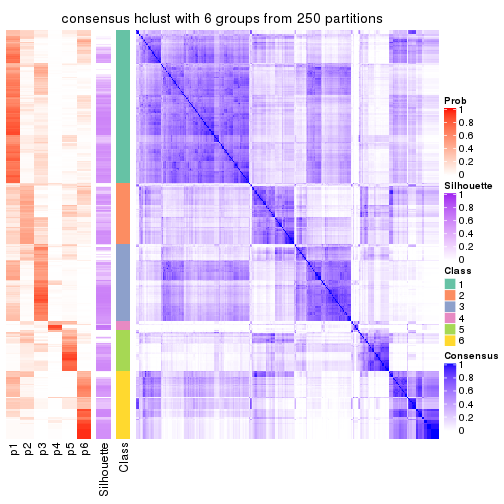 consensus hclust with 6 groups from 250 partitions
Prob
1
0.8
0.6
0.4
0.2
0
Silhouette
1
0.8
0.6
0.4
0.2
0
Class
1
2
3
4
5
6
Consensus
1
0.8
0.6
0.4
0.2
0
p1
p2
p3
p4
p5
p6
Silhouette
Class